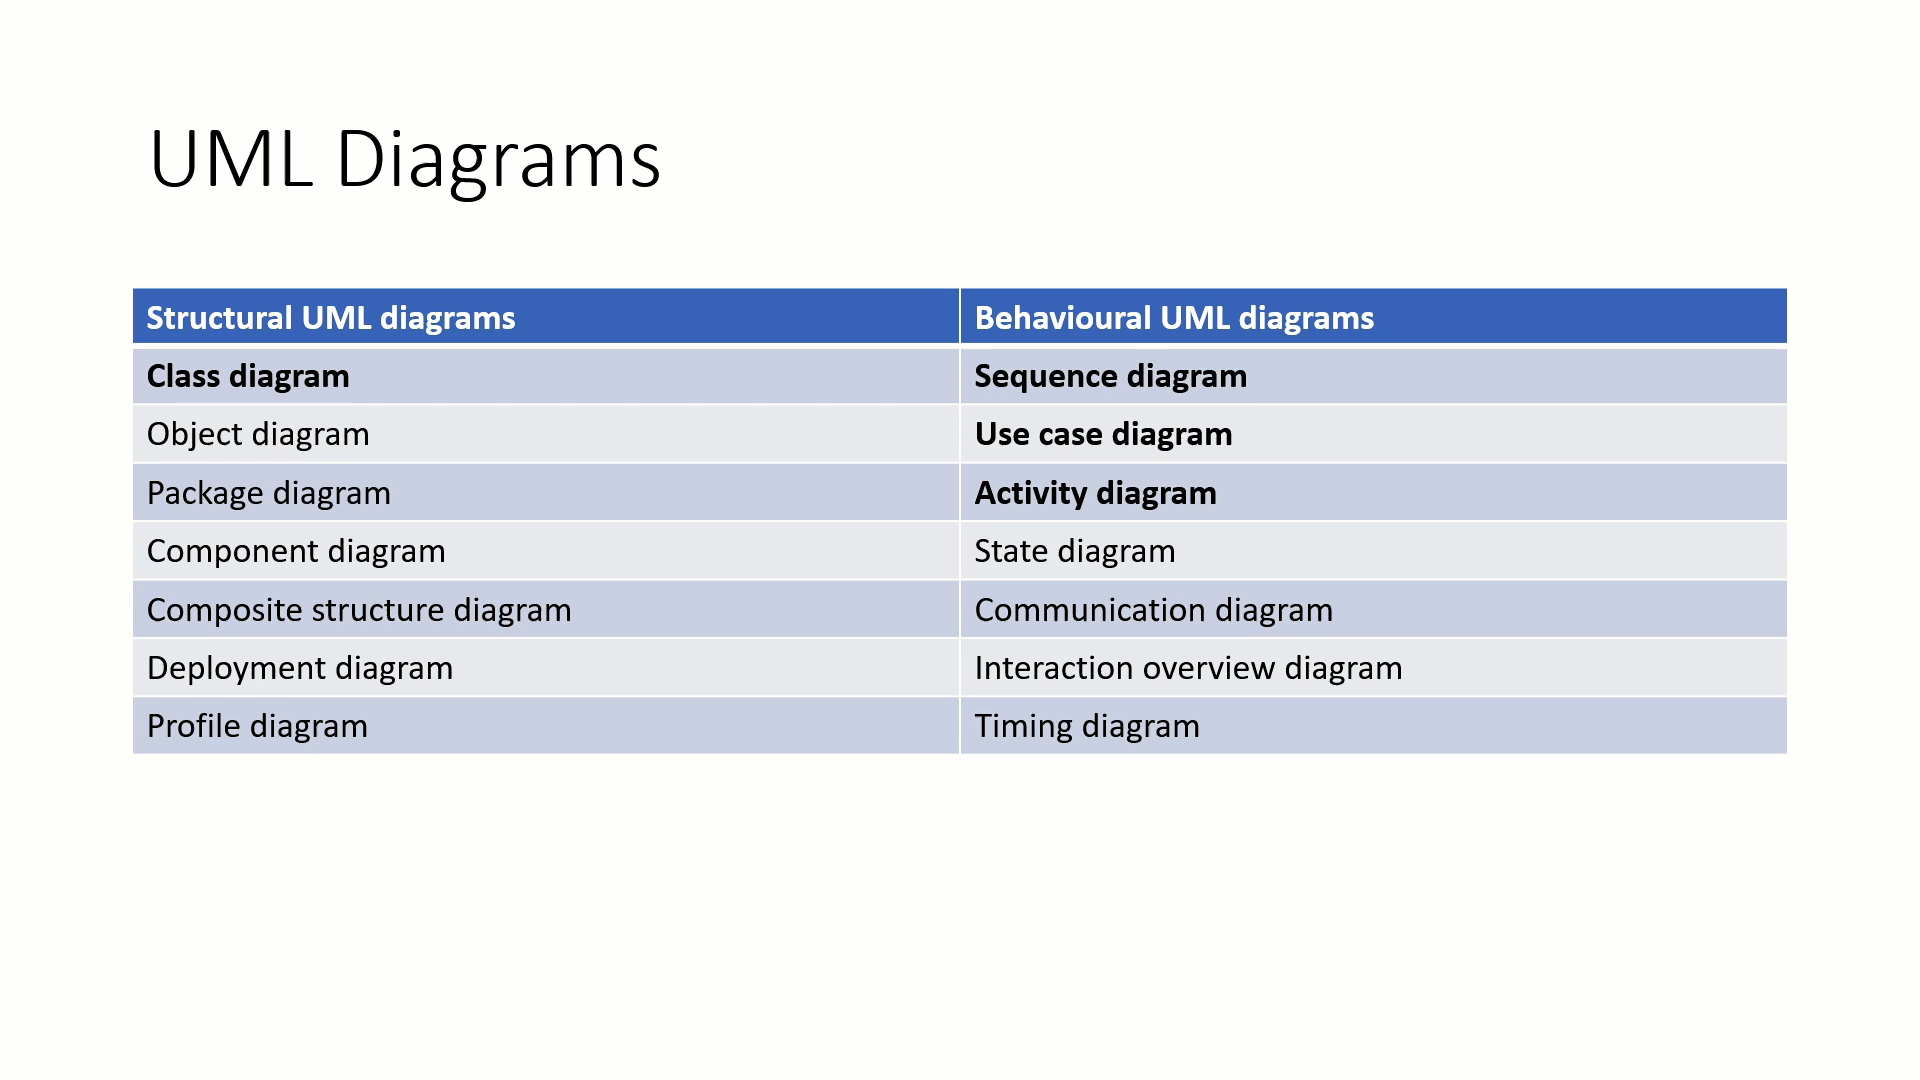 UML Diagrams
Structural UML diagrams
Behavioural UML diagrams
Class diagram
Sequence diagram
Object diagram
Use case diagram
Package diagram
Activity diagram
Component diagram
State diagram
Composite structure diagram
Communication diagram
Deployment diagram
Interaction overview diagram
Profile diagram
Timing diagram